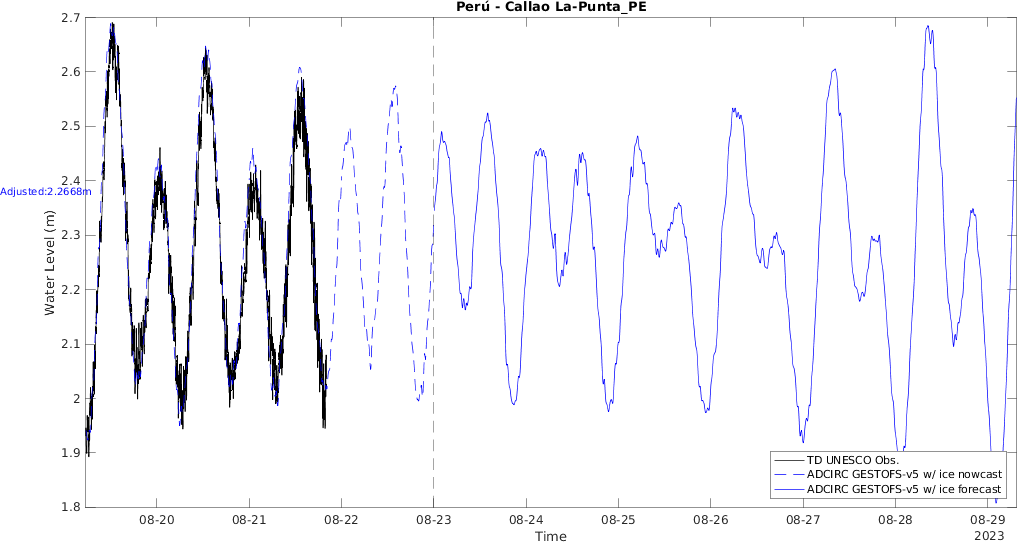 Perú - Callao La-Punta_PE
2.7
2.6
2.5
2.4
Adjusted:2.2668m
2.3
2.2
2.1
2
1.9
1.8
Water Level (m)
TD UNESCO Obs.
ADCIRC GESTOFS-v5 w/ ice nowcast
ADCIRC GESTOFS-v5 w/ ice forecast
08-20 08-21 08-22 08-23 08-24 08-25 08-26 08-27 08-28 08-29
Time
2023